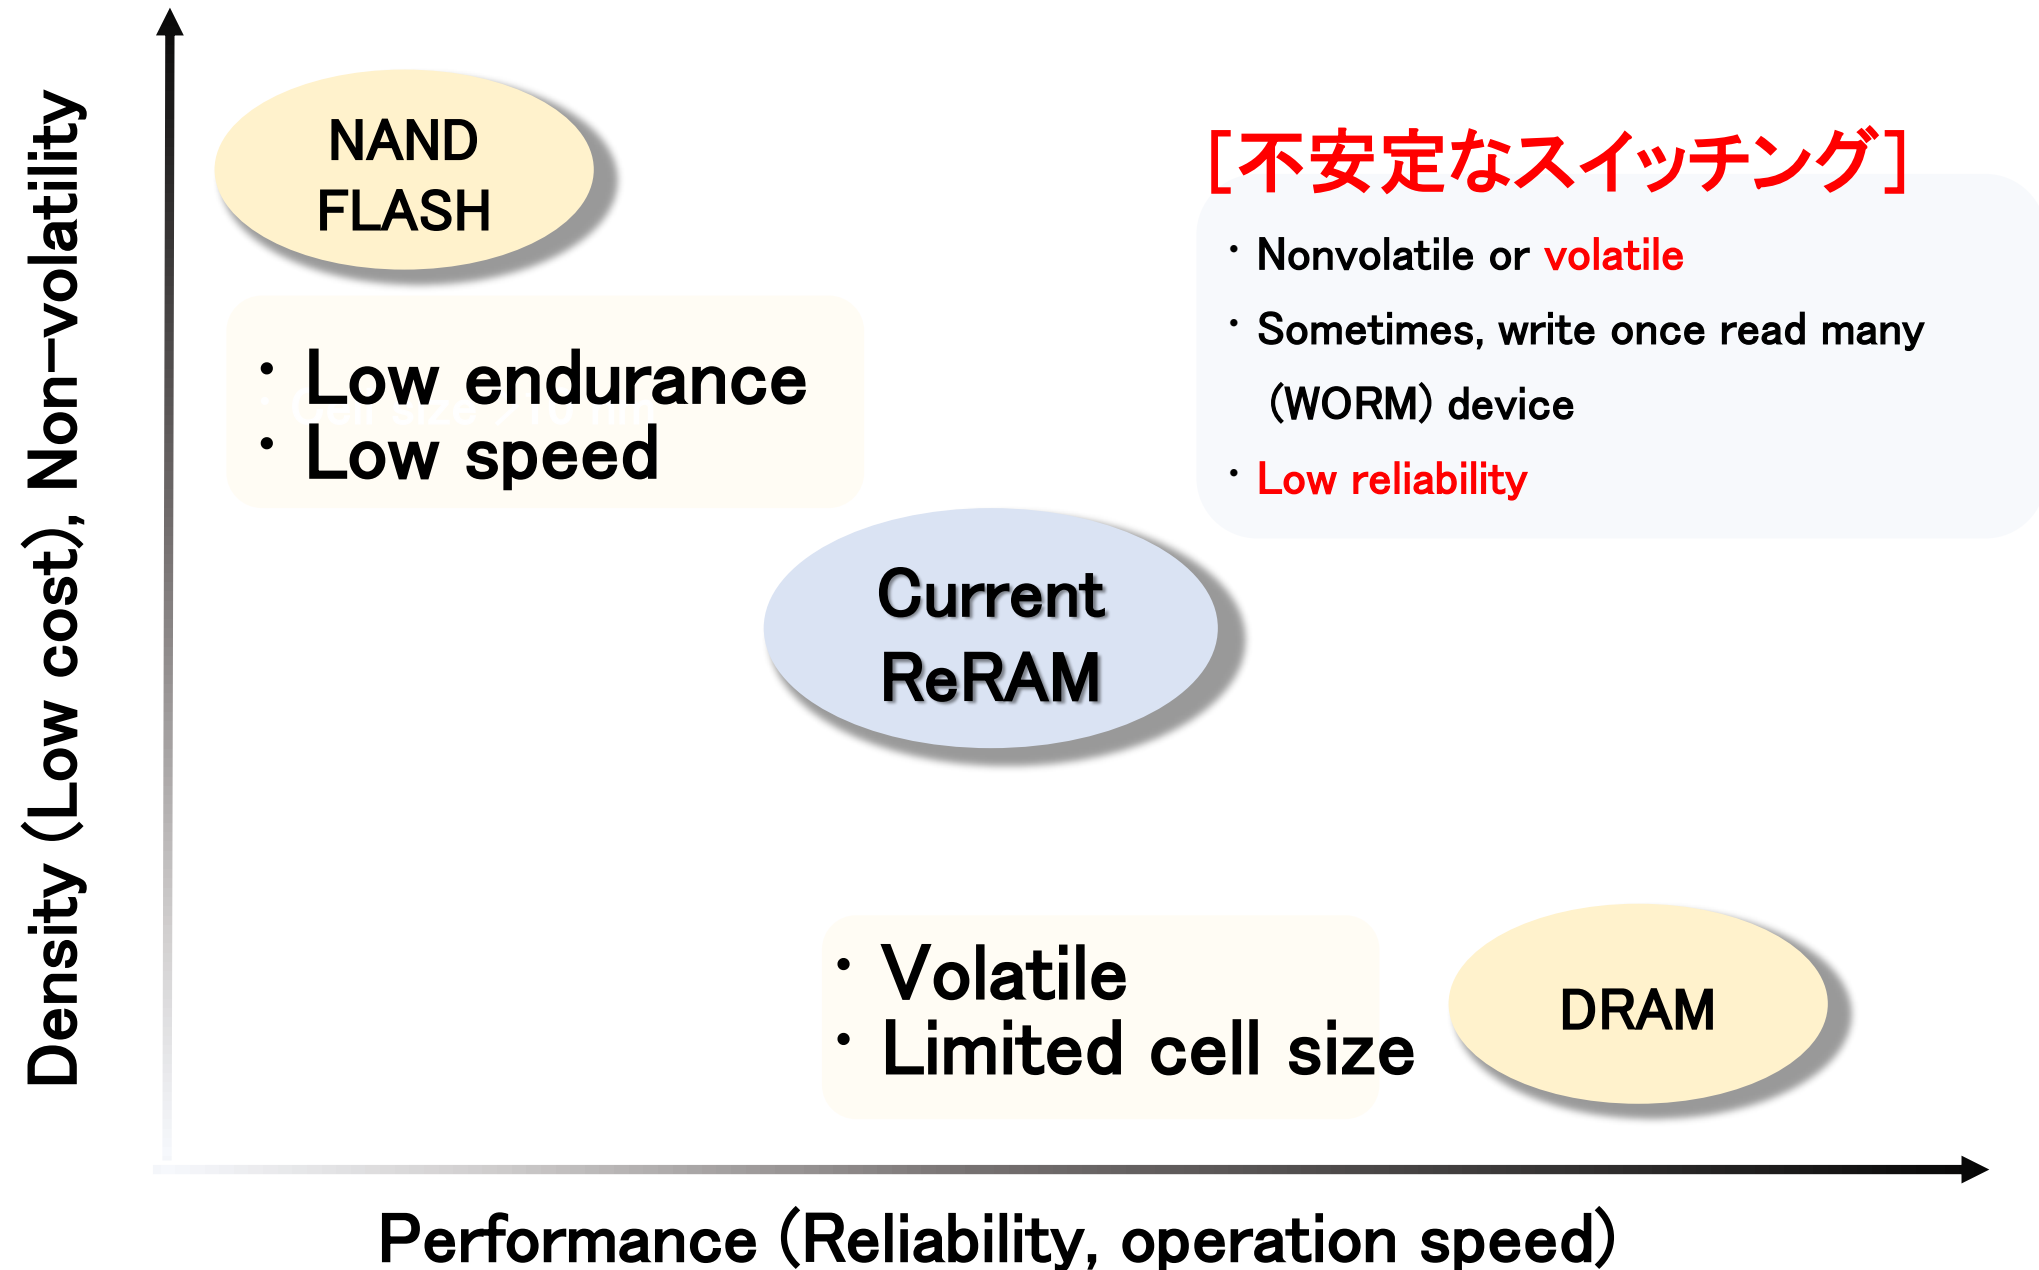 Density (Low cost), Non-volatility
NAND
FLASH
・Low endurance
・Low speed
[不安定なスイッチング]
・Nonvolatile or volatile
・Sometimes, write once read many
(WORM) device
・Low reliability
Current
ReRAM
・Volatile
・Limited cell size
DRAM
Performance (Reliability, operation speed)